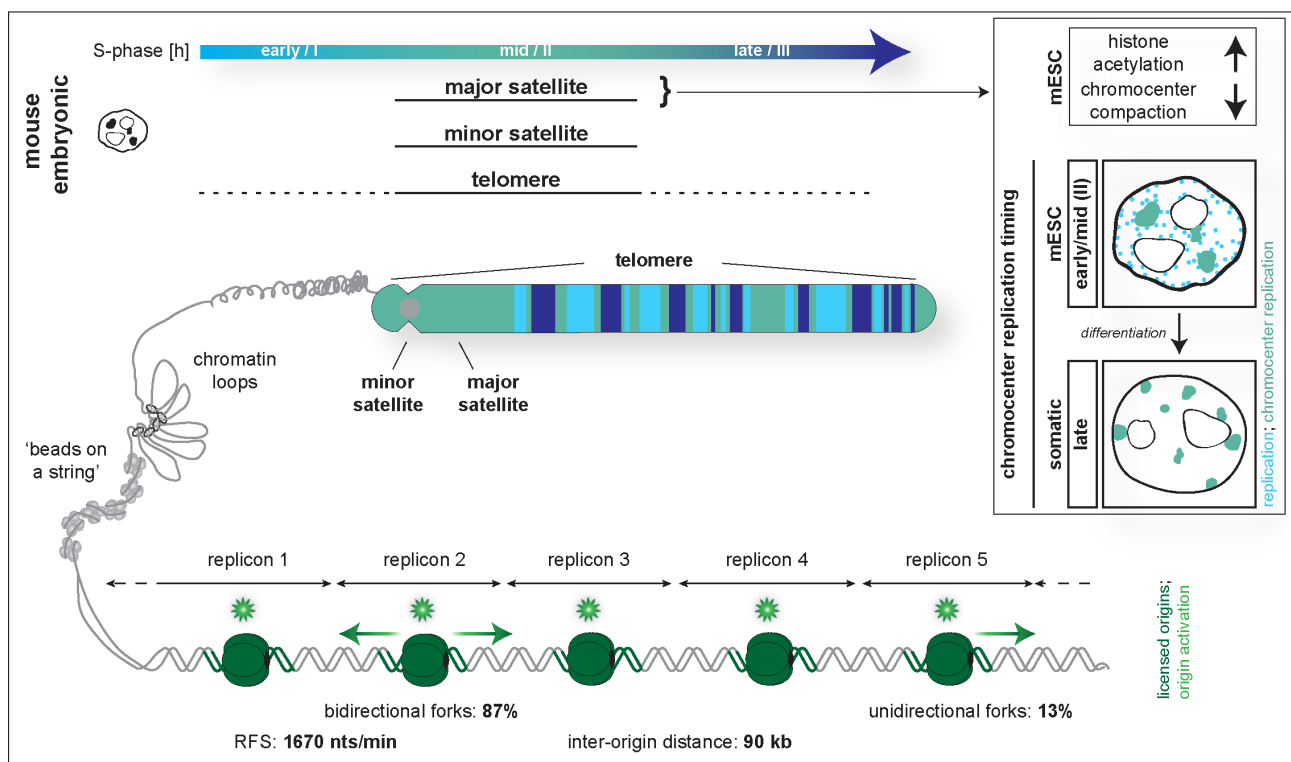 S-phase [h]
early / I
mid / II
late / III
mouse
embryonic
major satellite
}
minor satellite
telomere
mESC
histone
acetylation
chromocenter
compaction
chromocenter replication timing
mESC
early/mid (II)
differentiation
somatic
late
replication; chromocenter replication
telomere
minor
satellite
major
satellite
chromatin
loops
‘beads on
a string’
replicon 1
replicon 2
replicon 3
replicon 4
replicon 5
licensed origins;
origin activation
bidirectional forks: 87%
unidirectional forks: 13%
RFS: 1670 nts/min
inter-origin distance: 90 kb